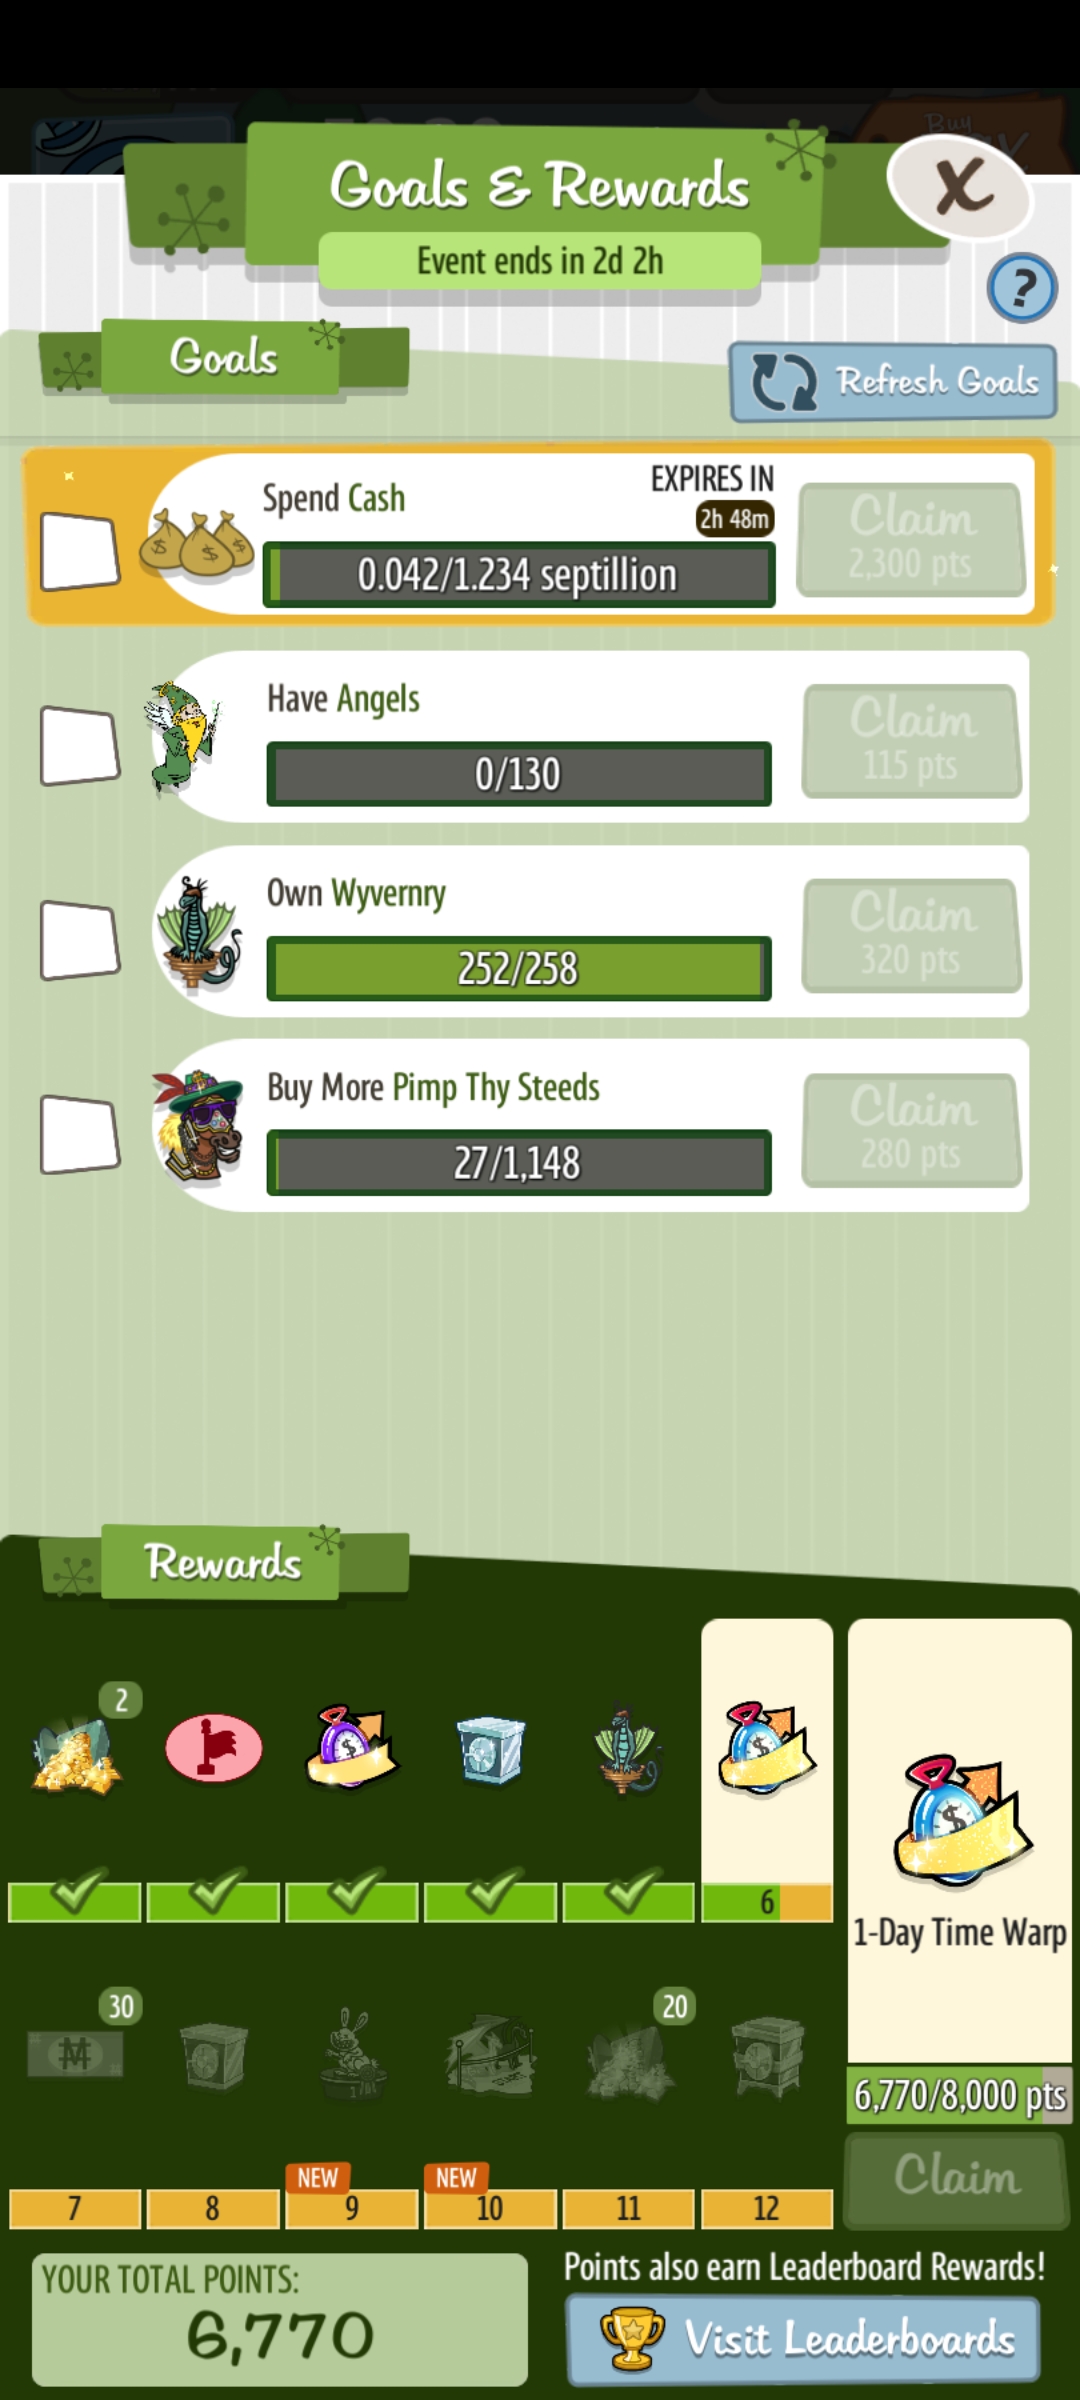 Buy
Goals & Rewards
X
Event ends in 2d 2h
?
Goals
Refresh Goals
Spend Cash
EXPIRES IN
2h 48m
0.042/1.234 septillion
Claim
2,300 pts
Have Angels
0/130
Claim
115 pts
Own Wyvernry
252/258
Claim
320 pts
Buy More Pimp Thy Steeds
27/1,148
Claim
280 pts
Rewards
2
6
1-Day Time Warp
30
20
6,770/8,000 pts
Claim
NEW
NEW
7
8
9
10
11
12
YOUR TOTAL POINTS:
6,770
Points also earn Leaderboard Rewards!
Visit Leaderboards